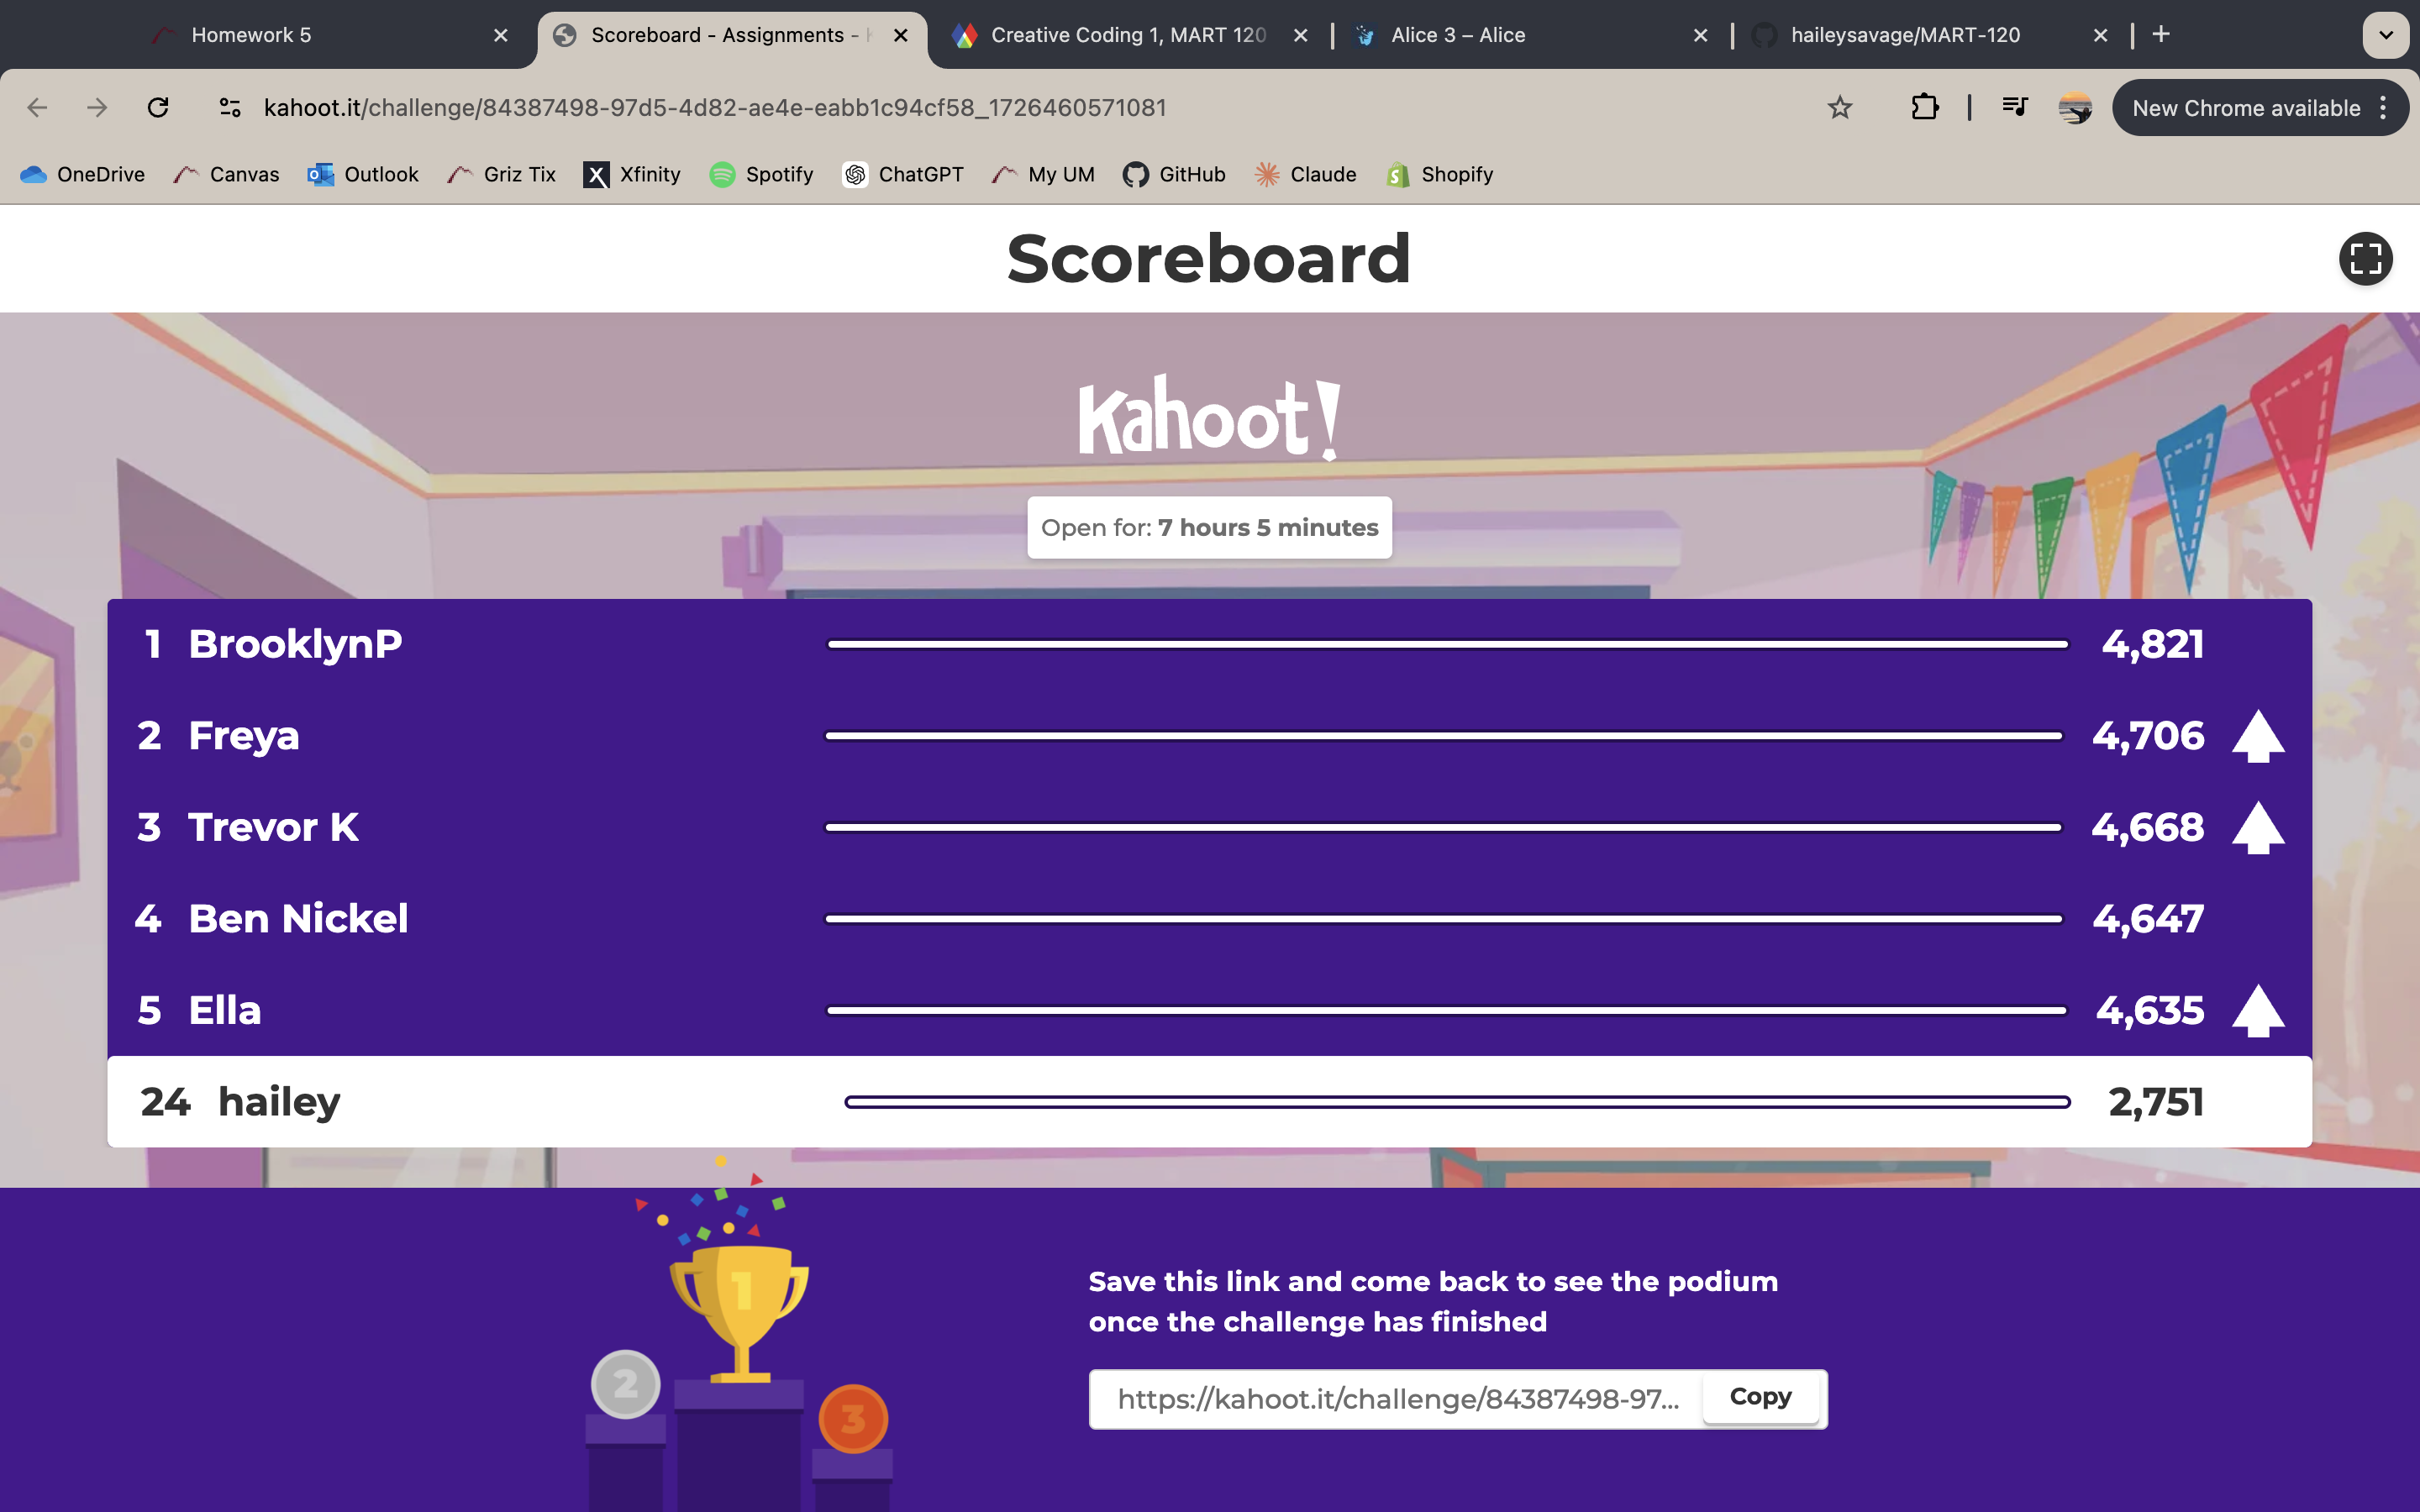 Homework 5
Scoreboard - Assignments -
Creative Coding 1, MART 120
Alice 3 – Alice
haileysavage/MART-120
kahoot.it/challenge/84387498-97d5-4d82-ae4e-eabb1c94cf58_1726460571081
New Chrome available
OneDrive
Canvas
Outlook
Griz Tix
Xfinity
Spotify
ChatGPT
My UM
GitHub
Claude
Shopify
Scoreboard
Kahoot!
Open for: 7 hours 5 minutes
1 BrooklynP 4,821
2 Freya 4,706
3 Trevor K 4,668
4 Ben Nickel 4,647
5 Ella 4,635
24 hailey 2,751
1
2
3
Save this link and come back to see the podium
once the challenge has finished
https://kahoot.it/challenge/84387498-97... Copy